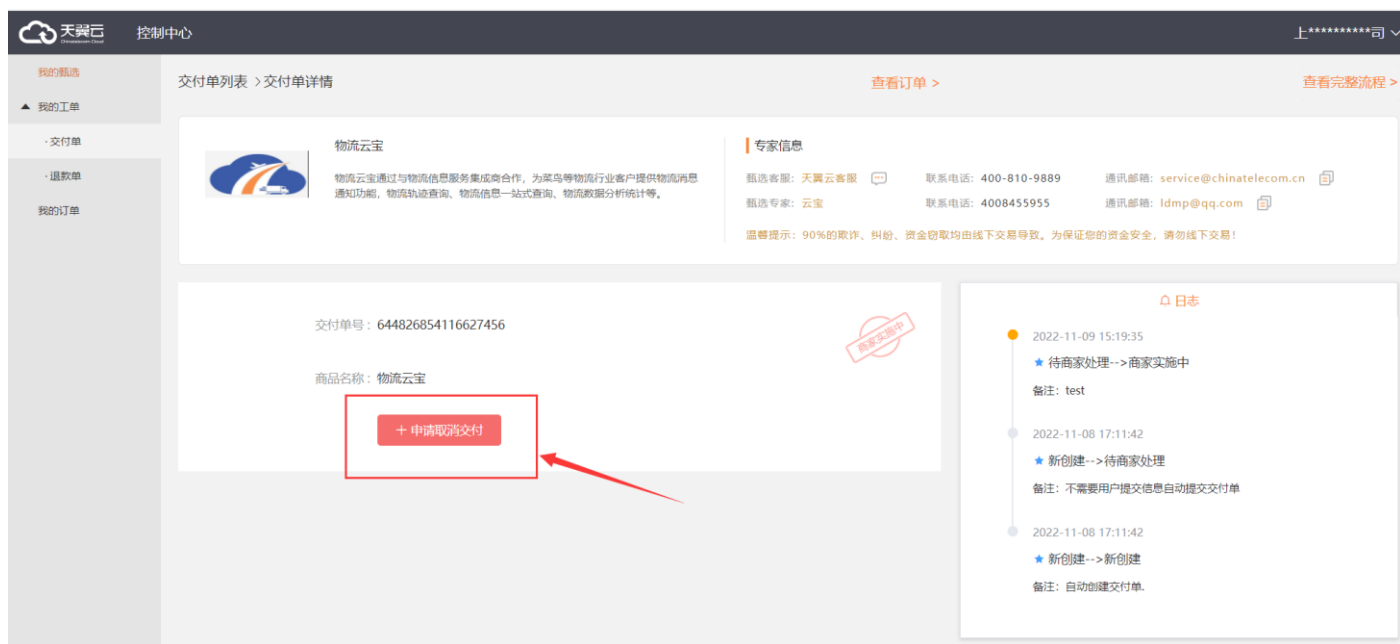 天翼云
控制中心
上**********司
我的甄选
我的工单
·交付单
·退款单
我的订单
交付单列表 >交付单详情
查看订单 >
查看完整流程 >
物流云宝
物流云宝通过与物流信息服务集成商合作，为菜鸟等物流行业客户提供物流消息
通知功能，物流轨迹查询、物流信息一站式查询、物流数据分析统计等。
专家信息
甄选客服：天翼云客服
联系电话：400-810-9889
通讯邮箱：service@chinatelecom.cn
甄选专家：云宝
联系电话：4008455955
通讯邮箱：ldmp@qq.com
温馨提示：90%的欺诈、纠纷、资金窃取均由线下交易导致。为保证您的资金安全，请勿线下交易！
交付单号：644826854116627456
商家实施中
商品名称：物流云宝
+ 申请取消交付
日志
2022-11-09 15:19:35
★ 待商家处理-->商家实施中
备注：test
2022-11-08 17:11:42
★ 新创建-->待商家处理
备注：不需要用户提交信息自动提交交付单
2022-11-08 17:11:42
★ 新创建-->新创建
备注：自动创建交付单.